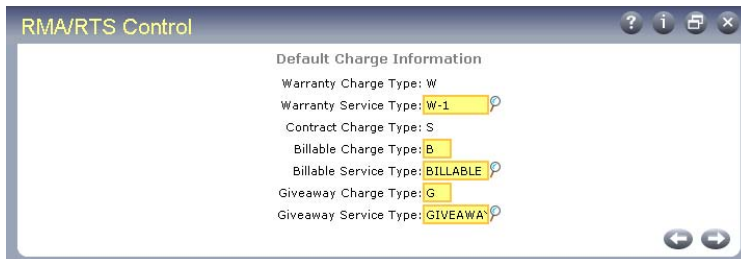 RMA/RTS Control ? i
Default Charge Information
Warranty Charge Type: W
Warranty Service Type: W-1
Contract Charge Type: S
Billable Charge Type: B
Billable Service Type: BILLABLE
Giveaway Charge Type: G
Giveaway Service Type: GIVEAWAY